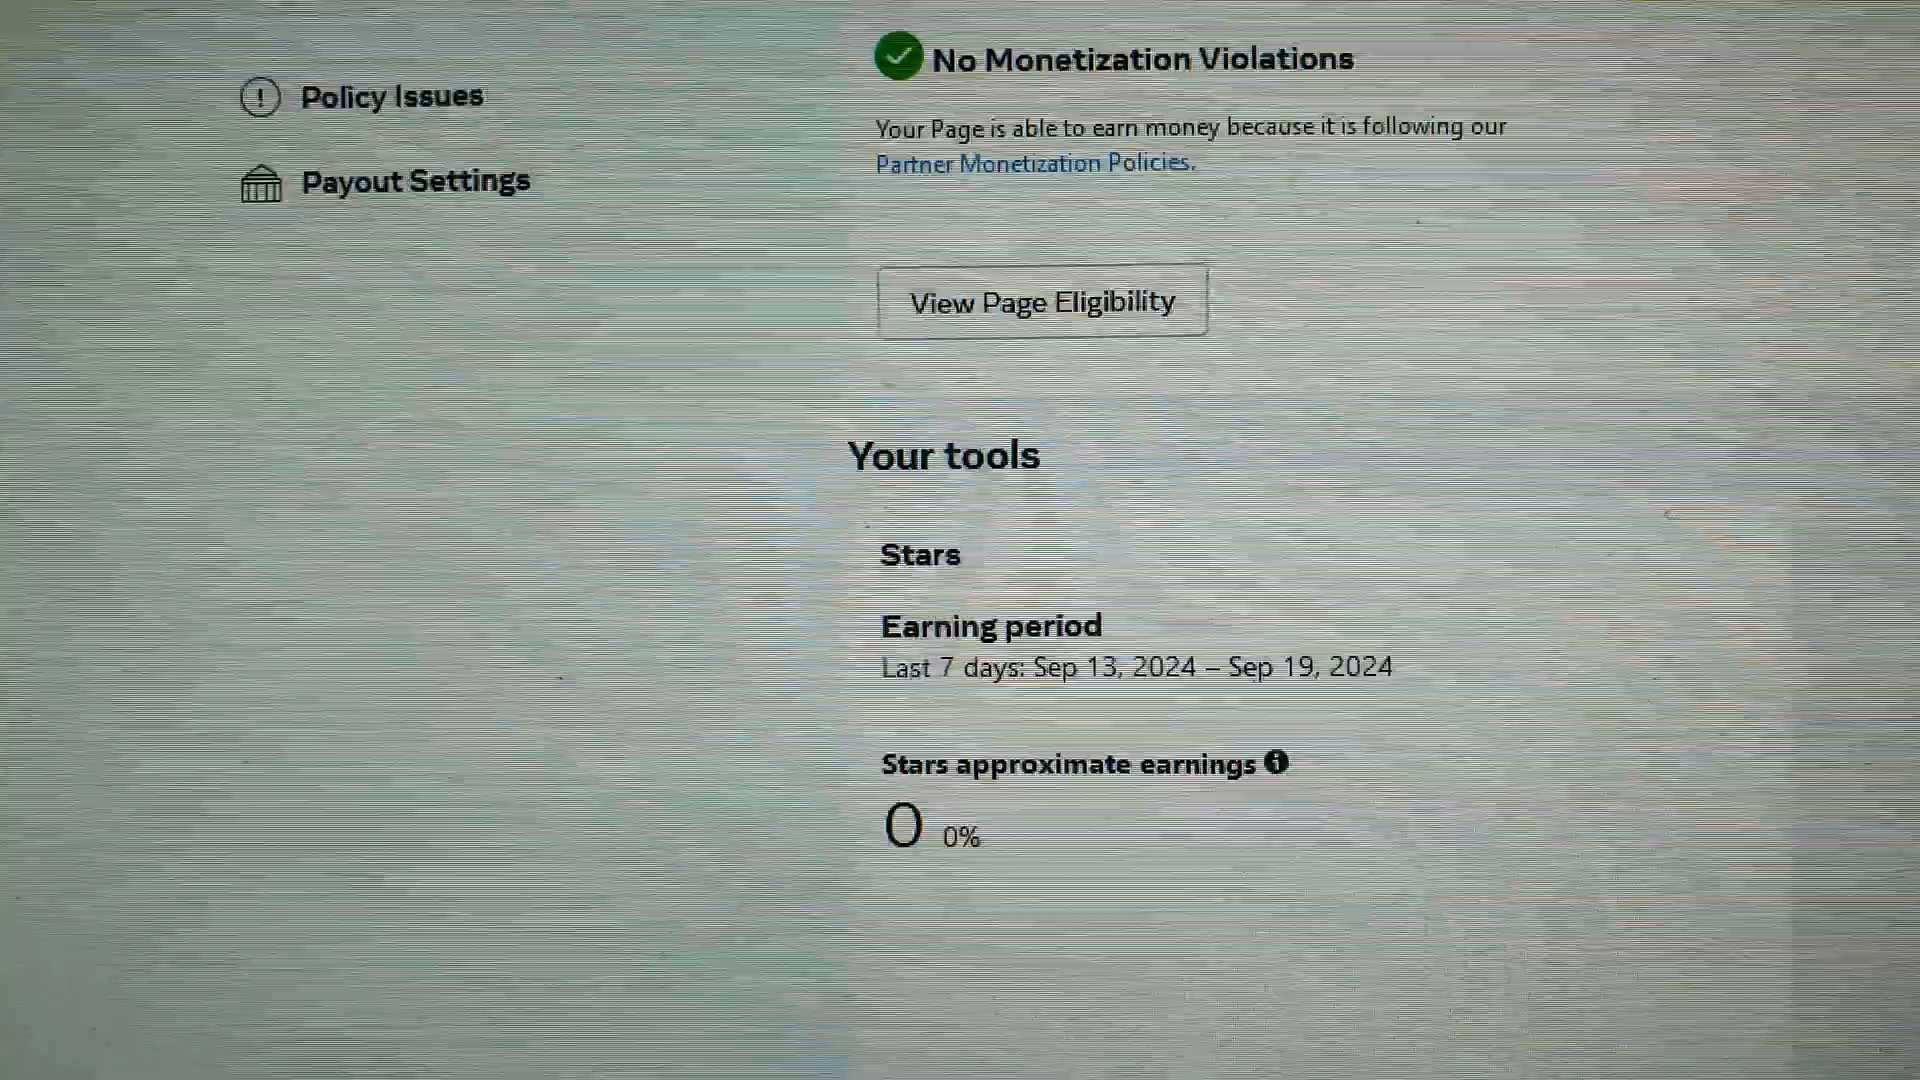 Policy Issues
Payout Settings
No Monetization Violations
Your Page is able to earn money because it is following our
Partner Monetization Policies.
View Page Eligibility
Your tools
Stars
Earning period
Last 7 days: Sep 13, 2024 – Sep 19, 2024
Stars approximate earnings
0 0%